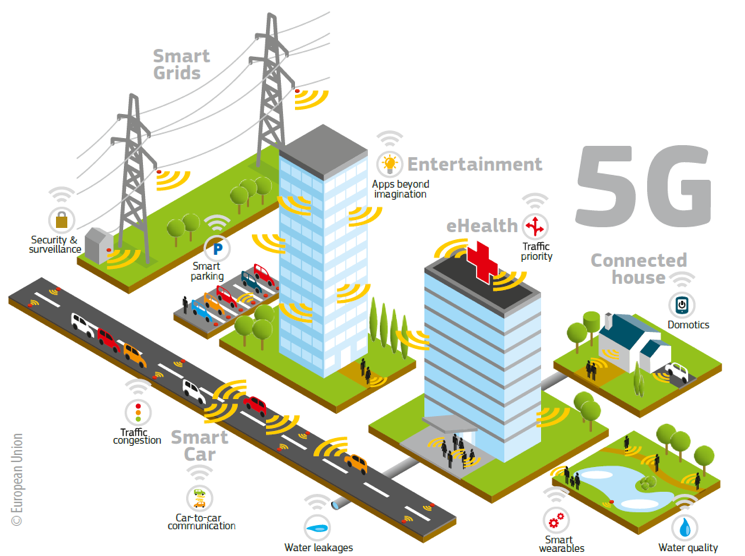 Smart
Grids
Entertainment
Apps beyond
imagination
5G
Security &
surveillance
P
Smart
parking
eHealth
Traffic
priority
Connected
house
Domotics
Traffic
congestion
Smart
Car
Car-to-car
communication
Water leakages
Smart
wearables
Water quality
© European Union